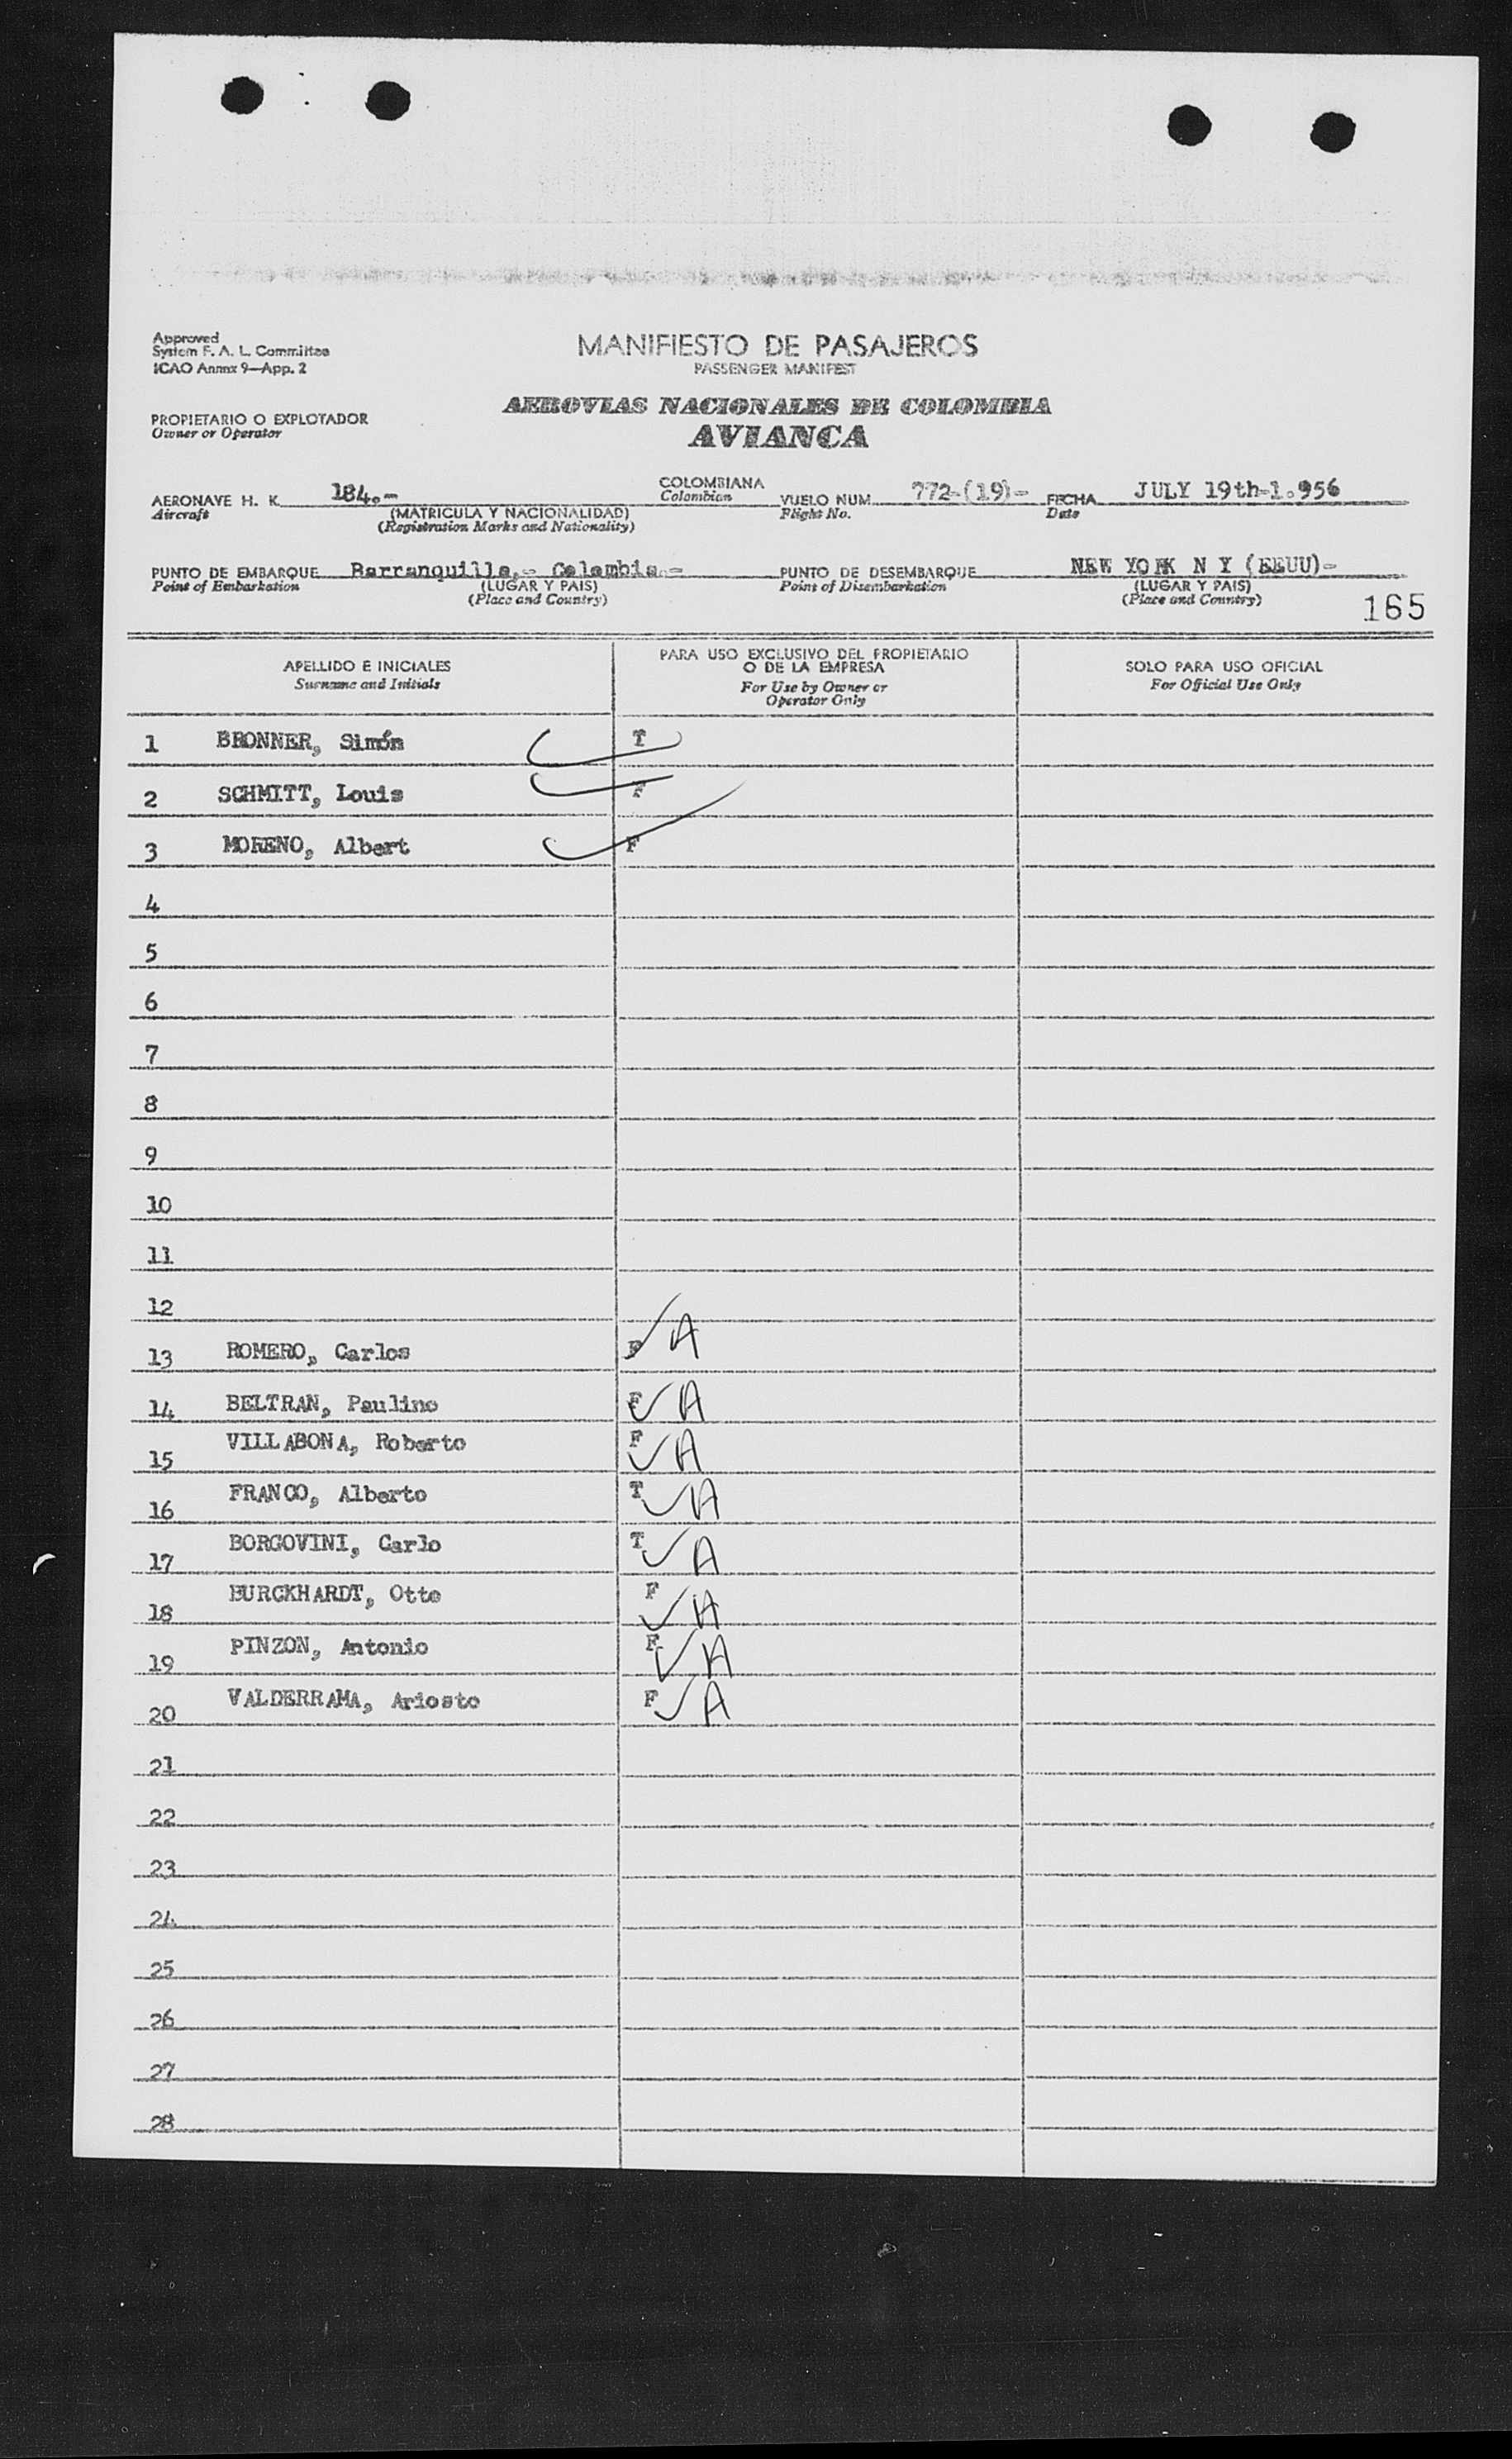 Approved
System F. A. L. Committee
ICAO Annex 9—App. 2
MANIFIESTO DE PASAJEROS
PASSENGER MANIFEST
PROPIETARIO O EXPLOTADOR
Owner or Operator
AEROVIAS NACIONALES DE COLOMBIA
AVIANCA
AERONAVE H. K. 184.- COLOMBIANA VUELO NUM. 772-(19)- FECHA JULY 19th-1.956
Aircraft (MATRICULA Y NACIONALIDAD) Colombian Flight No. Date
(Registration Marks and Nationality)
PUNTO DE EMBARQUE Barranquilla,- Colombia.- PUNTO DE DESEMBARQUE NEW YORK N Y (EEUU)-
Point of Embarkation (LUGAR Y PAIS) Point of Disembarkation (LUGAR Y PAIS)
(Place and Country) (Place and Country)
165
APELLIDO E INICIALES
Surname and Initials
PARA USO EXCLUSIVO DEL PROPIETARIO
O DE LA EMPRESA
For Use by Owner or
Operator Only
SOLO PARA USO OFICIAL
For Official Use Only
1 BRONNER, Simón T
2 SCHMITT, Louis F
3 MORENO, Albert F
4
5
6
7
8
9
10
11
12
13 ROMERO, Carlos F A
14 BELTRAN, Paulino F A
15 VILLABONA, Roberto F A
16 FRANCO, Alberto T A
17 BORGOVINI, Carlo T A
18 BURCKHARDT, Otto F A
19 PINZON, Antonio F A
20 VALDERRAMA, Ariosto F A
21
22
23
24
25
26
27
28